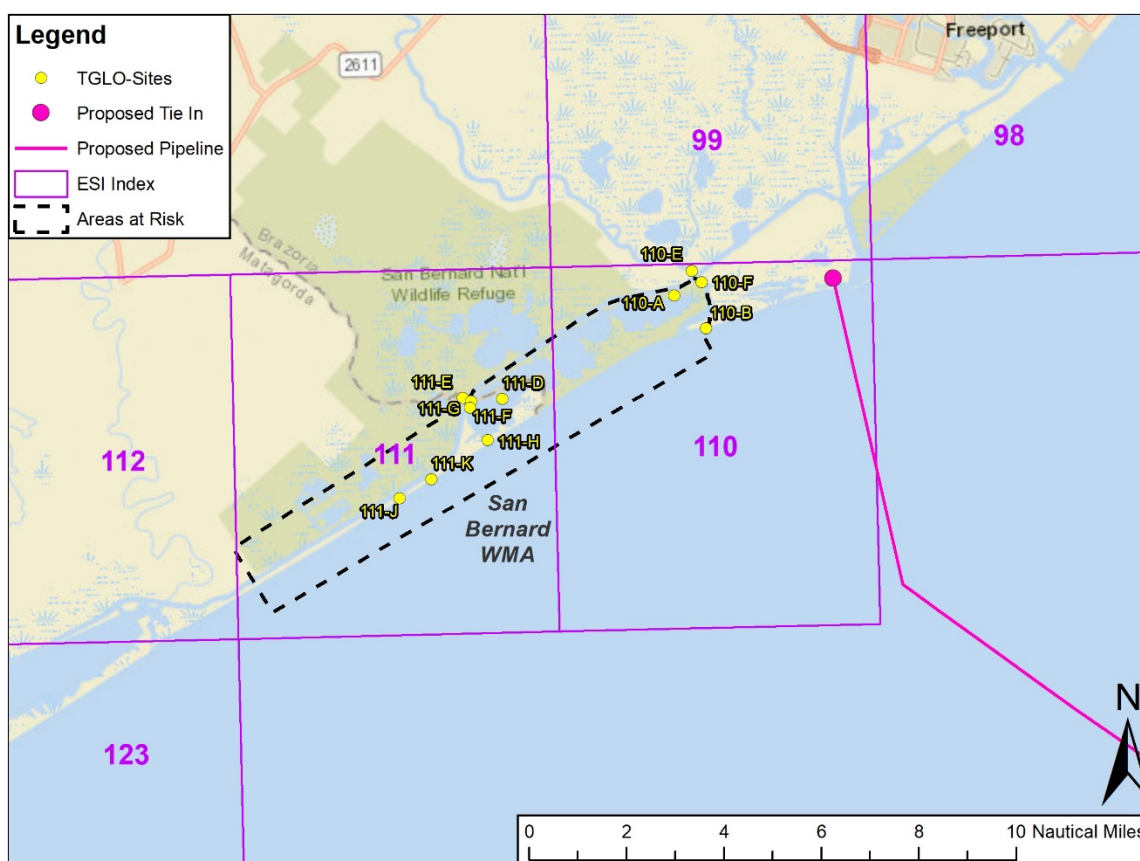 Legend
TGLO-Sites
Proposed Tie In
Proposed Pipeline
ESI Index
Areas at Risk
2611
Freeport
99
98
Brazoria
Matagorda
San Bernard Nat'l
Wildlife Refuge
110-E
110-F
110-A
110-B
111-E
111-D
111-G
111-F
111-H
112
111
110
111-K
111-J
San
Bernard
WMA
123
N
0 2 4 6 8 10 Nautical Miles